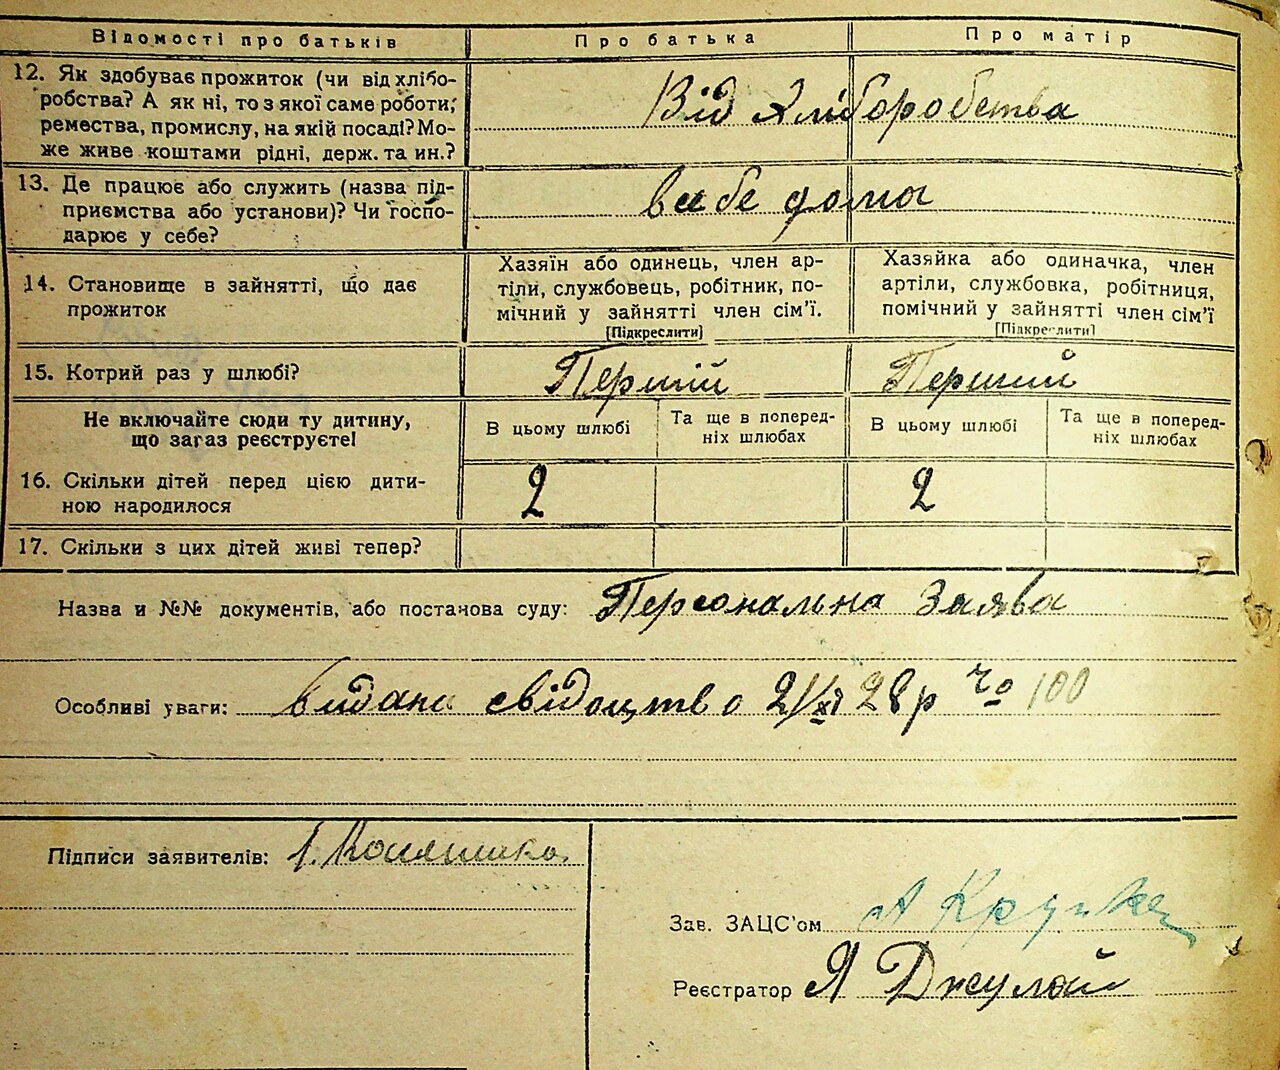 Відомості про батьків
Про батька
Про матір
12. Як здобуває прожиток (чи від хлібо-
робства? А як ні, то з якої саме роботи,
ремества, промислу, на якій посаді? Мо-
же живе коштами рідні, держ. та ин.?
Від Хліборобства
13. Де працює або служить (назва під-
приємства або установи)? Чи госпо-
дарює у себе?
в себе дома
14. Становище в зайнятті, що дає
прожиток
Хазяїн або одинець, член ар-
тіли, службовець, робітник, по-
мічний у зайнятті член сім’ї.
[Підкреслити]
Хазяйка або одиначка, член
артіли, службовка, робітниця,
помічний у зайнятті член сім’ї
[Підкреслити]
15. Котрий раз у шлюбі?
Перший
Перший
Не включайте сюди ту дитину,
що загаз реєструєте!
В цьому шлюбі
Та ще в поперед-
ніх шлюбах
В цьому шлюбі
Та ще в поперед-
ніх шлюбах
16. Скільки дітей перед цією дити-
ною народилося
2
2
17. Скільки з цих дітей живі тепер?
Назва и №№ документів, або постанова суду: Персональна Заява
Особливі уваги: видано свідоцтво 2/XI 28 р чо 100
Підписи заявителів:
Зав. ЗАЦС’ом А
Реєстратор Я Джулай